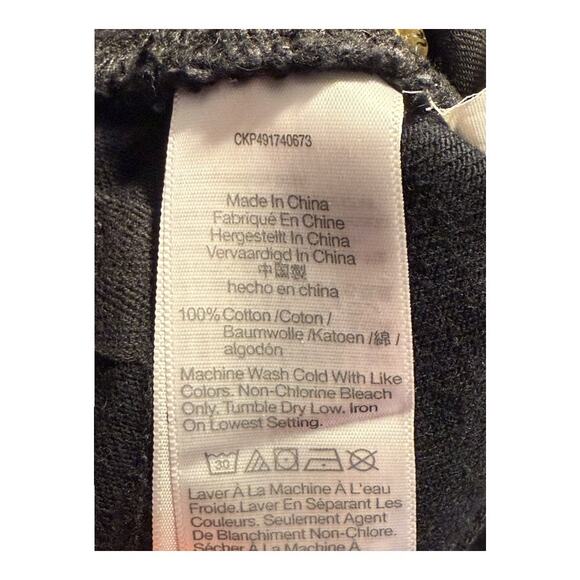 CKP491740673
Made In China
Fabriqué En Chine
Hergestellt In China
Vervaardigd In China
中國製
hecho en china
100% Cotton /Coton /
Baumwolle /Katoen /綿 /
algodón
Machine Wash Cold With Like
Colors. Non-Chlorine Bleach
Only. Tumble Dry Low. Iron
On Lowest Setting.
30
Laver À La Machine À L'eau
Froide.Laver En Séparant Les
Couleurs. Seulement Agent
De Blanchiment Non-Chlore.
Sécher À La Machine À